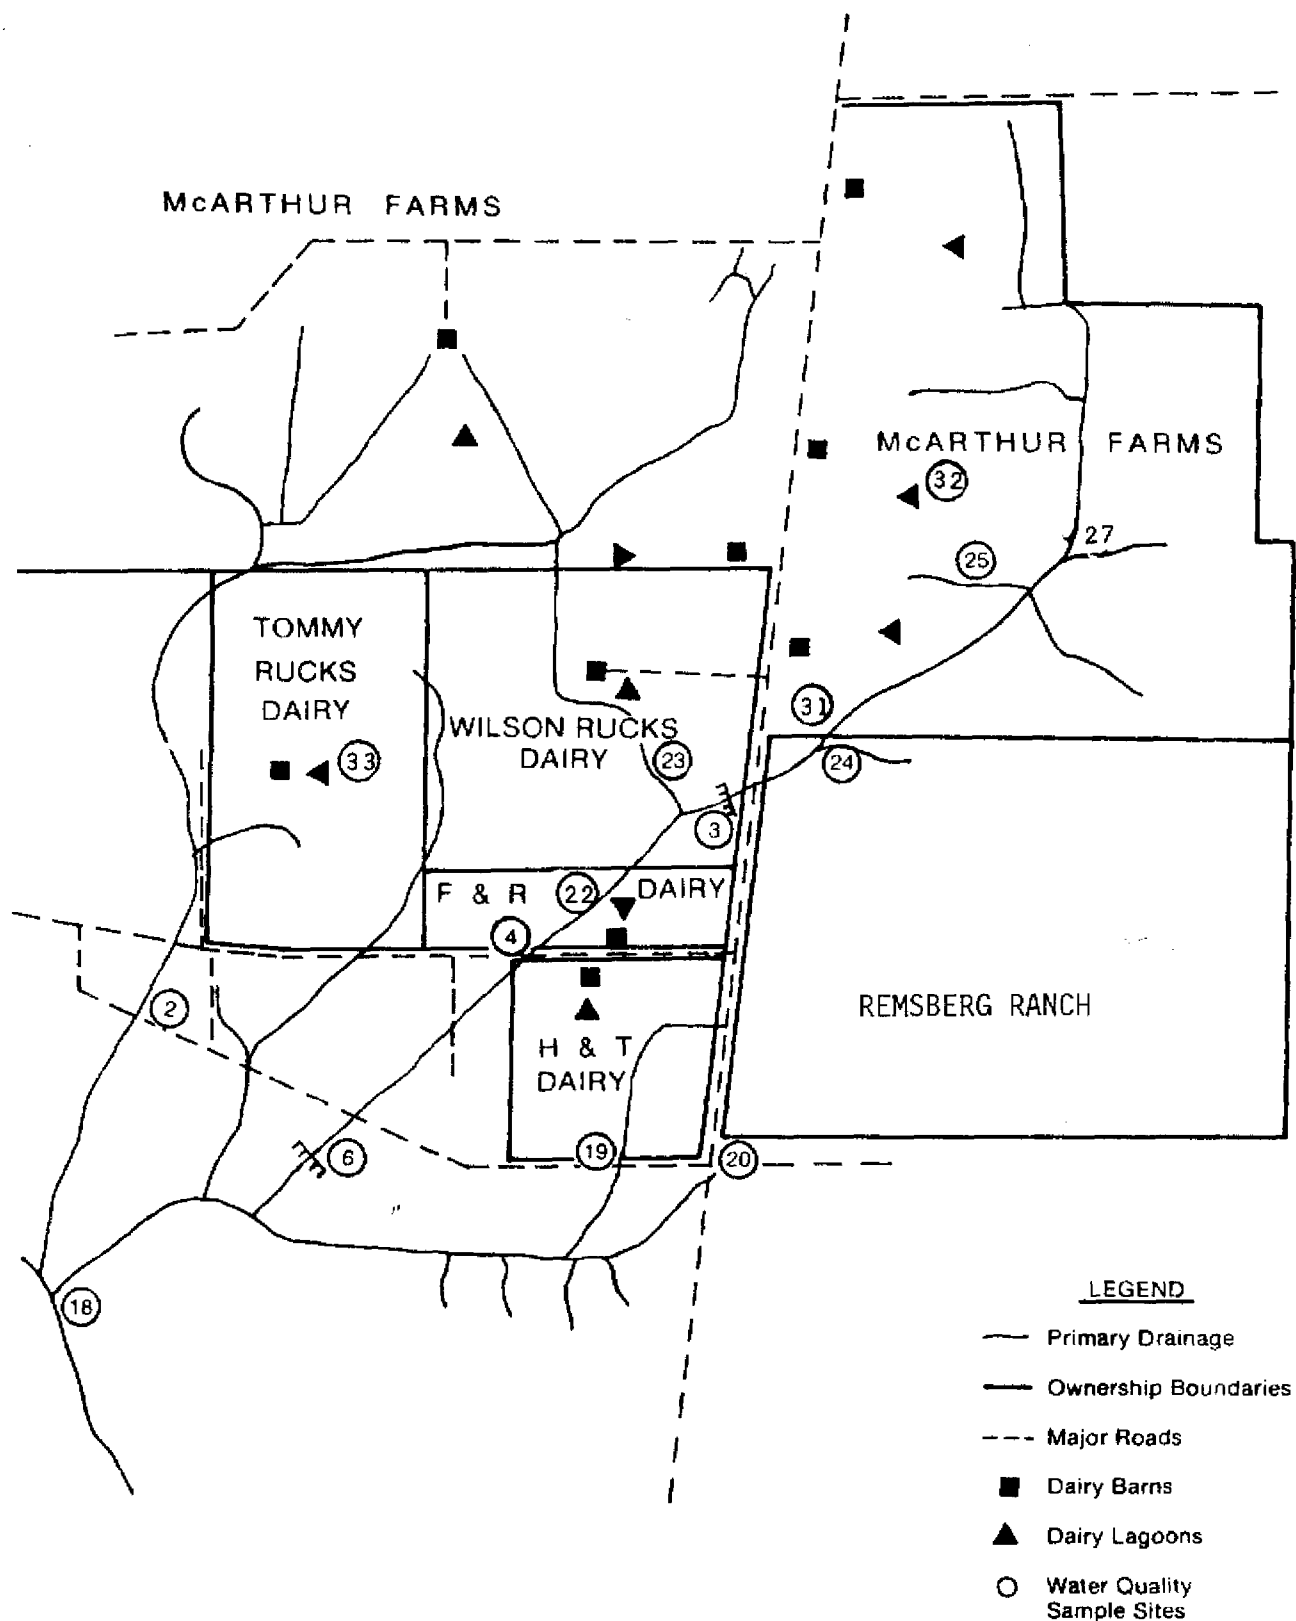 McARTHUR FARMS
McARTHUR FARMS
32
27
25
TOMMY
RUCKS
DAIRY
31
WILSON RUCKS
DAIRY
33
23
24
3
F & R
22
DAIRY
4
2
REMSBERG RANCH
H & T
DAIRY
19
20
6
18
LEGEND
Primary Drainage
Ownership Boundaries
Major Roads
Dairy Barns
Dairy Lagoons
Water Quality
Sample Sites